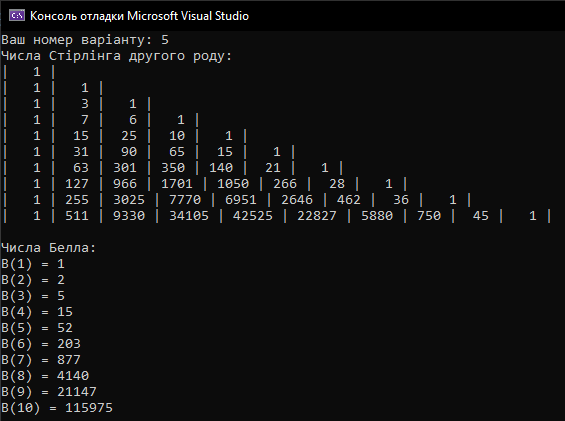 Консоль отладки Microsoft Visual Studio
Ваш номер варіанту: 5
Числа Стірлінга другого роду:
|   1 |
|   1 |   1 |
|   1 |   3 |   1 |
|   1 |   7 |   6 |   1 |
|   1 |  15 |  25 |  10 |   1 |
|   1 |  31 |  90 |  65 |  15 |   1 |
|   1 |  63 | 301 | 350 | 140 |  21 |   1 |
|   1 | 127 | 966 | 1701 | 1050 | 266 |  28 |   1 |
|   1 | 255 | 3025 | 7770 | 6951 | 2646 | 462 |  36 |   1 |
|   1 | 511 | 9330 | 34105 | 42525 | 22827 | 5880 | 750 |  45 |   1 |
Числа Белла:
B(1) = 1
B(2) = 2
B(3) = 5
B(4) = 15
B(5) = 52
B(6) = 203
B(7) = 877
B(8) = 4140
B(9) = 21147
B(10) = 115975